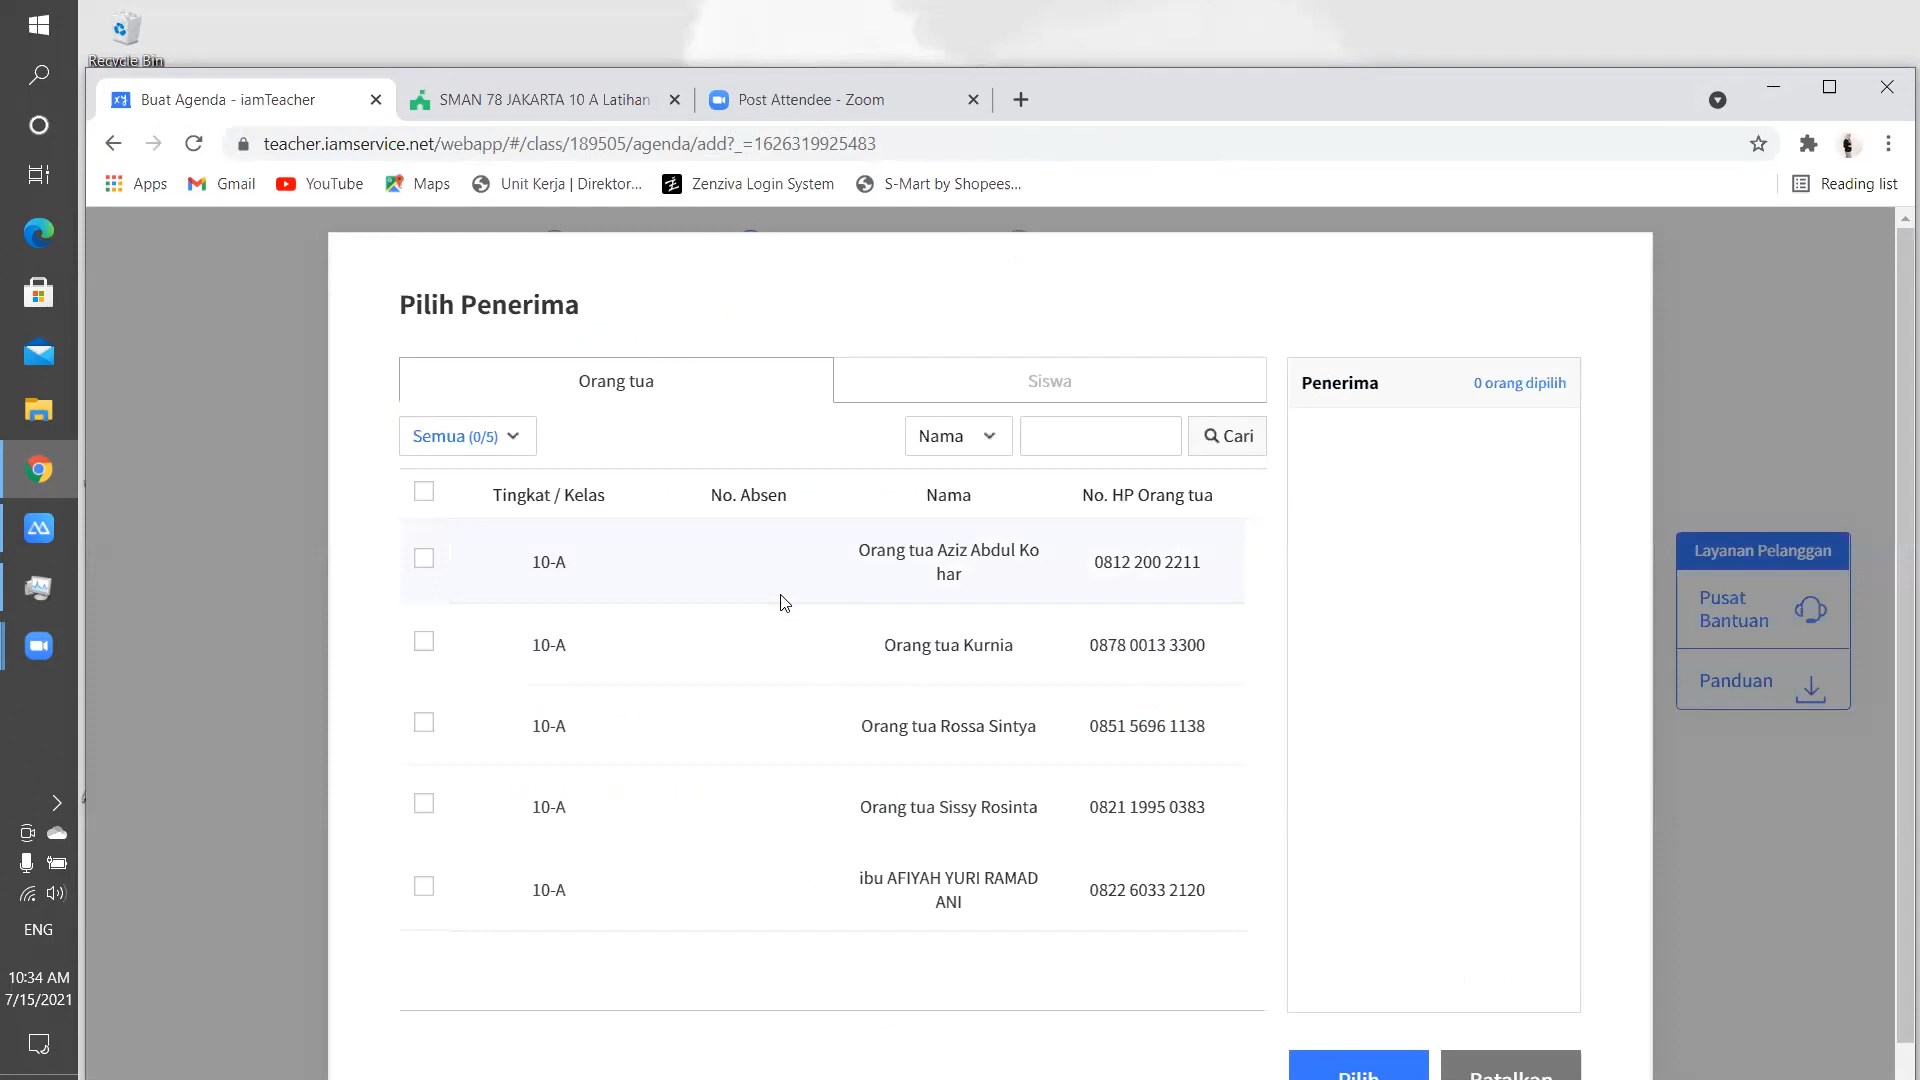 Recycle Bin
Buat Agenda - iamTeacher
SMAN 78 JAKARTA 10 A Latihan
Post Attendee - Zoom
teacher.iamservice.net/webapp/#/class/189505/agenda/add?_=1626319925483
Apps
Gmail
YouTube
Maps
Unit Kerja | Direktor...
Zenziva Login System
S-Mart by Shopees...
Reading list
Pilih Penerima
Orang tua
Siswa
Penerima
0 orang dipilih
Semua (0/5)
Nama
Cari
Tingkat / Kelas
No. Absen
Nama
No. HP Orang tua
10-A
Orang tua Aziz Abdul Ko
har
0812 200 2211
10-A
Orang tua Kurnia
0878 0013 3300
10-A
Orang tua Rossa Sintya
0851 5696 1138
10-A
Orang tua Sissy Rosinta
0821 1995 0383
10-A
ibu AFIYAH YURI RAMAD
ANI
0822 6033 2120
Layanan Pelanggan
Pusat
Bantuan
Panduan
Pilih
Batalkan
ENG
10:34 AM
7/15/2021